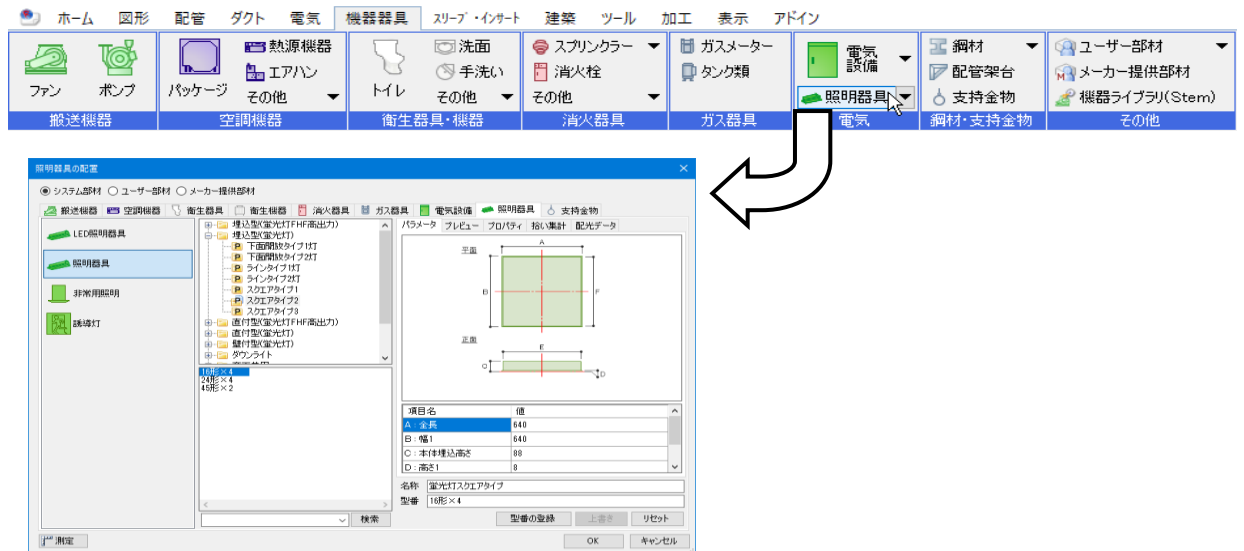 ホーム 図形 配管 ダクト 電気 機器器具 スリーブ・インサート 建築 ツール 加工 表示 アドイン
ファン ポンプ パッケージ 熱源機器 エアハン その他 トイレ 洗面 手洗い その他 スプリンクラー 消火栓 その他 ガスメーター タンク類 電気設備 照明器具 鋼材 配管架台 支持金物 ユーザー部材 メーカー提供部材 機器ライブラリ(Stem)
搬送機器 空調機器 衛生器具・機器 消火器具 ガス器具 電気 鋼材・支持金物 その他
照明器具の配置
システム部材 ユーザー部材 メーカー提供部材
搬送機器 空調機器 衛生器具 衛生機器 消火器具 ガス器具 電気設備 照明器具 支持金物
LED照明器具
照明器具
非常用照明
誘導灯
埋込型(蛍光灯FHF高出力)
埋込型(蛍光灯)
下面開放タイプ1灯
下面開放タイプ2灯
ラインタイプ1灯
ラインタイプ2灯
スクエアタイプ1
スクエアタイプ2
スクエアタイプ3
直付型(蛍光灯FHF高出力)
直付型(蛍光灯)
壁付型(蛍光灯)
ダウンライト
16形×4
24形×4
45形×2
検索
パラメータ プレビュー プロパティ 拾い集計 配光データ
平面
A
B
F
正面
E
C
D
項目名 値
A:全長 640
B:幅1 640
C:本体埋込高さ 88
D:高さ1 8
名称 蛍光灯スクエアタイプ
型番 16形×4
型番の登録 上書き リセット
測定 OK キャンセル